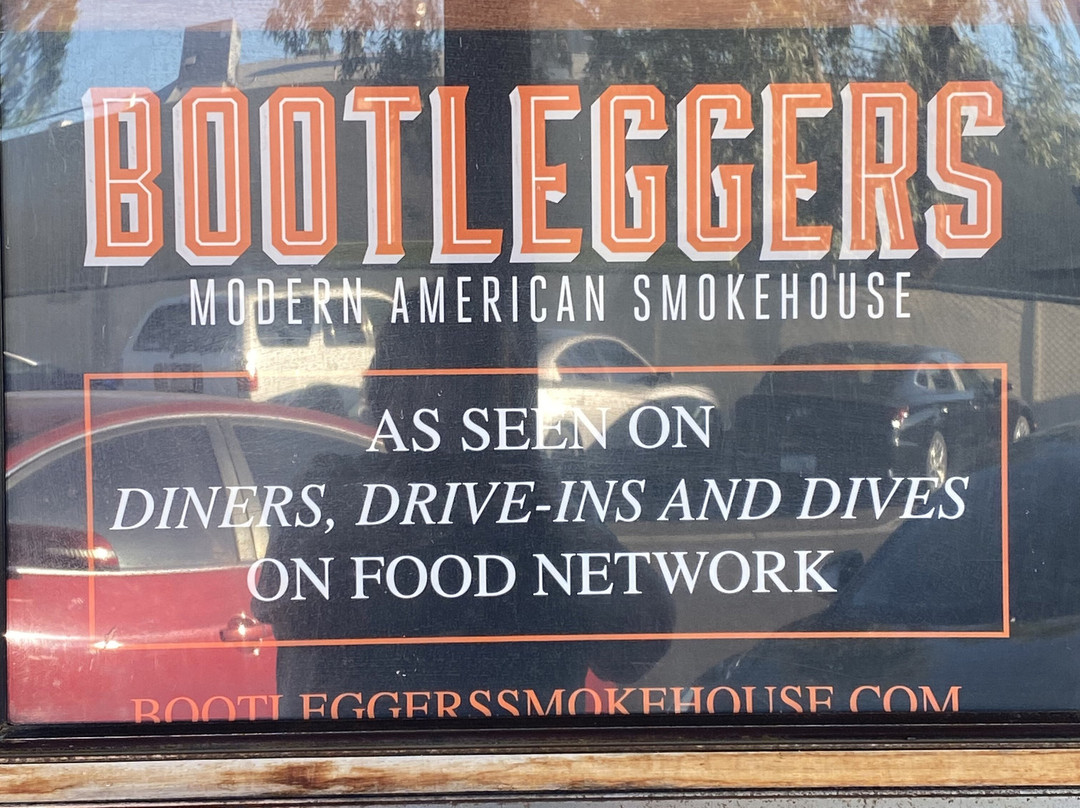 BOOTLEGGERS
MODERN AMERICAN SMOKEHOUSE
AS SEEN ON
DINERS, DRIVE-INS AND DIVES
ON FOOD NETWORK
BOOTLEGGERSSMOKEHOUSE.COM